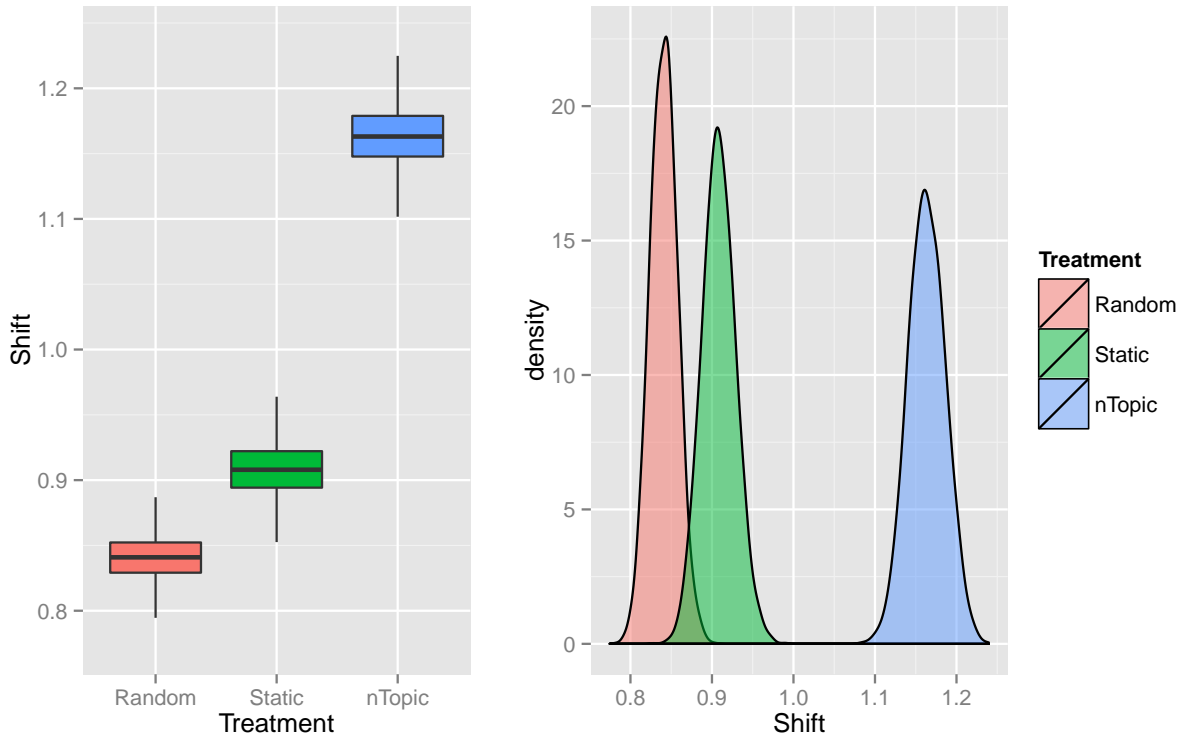 Shift
1.2
1.1
1.0
0.9
0.8
Random Static nTopic
Treatment
density
20
15
10
5
0
0.8 0.9 1.0 1.1 1.2
Shift
Treatment
Random
Static
nTopic